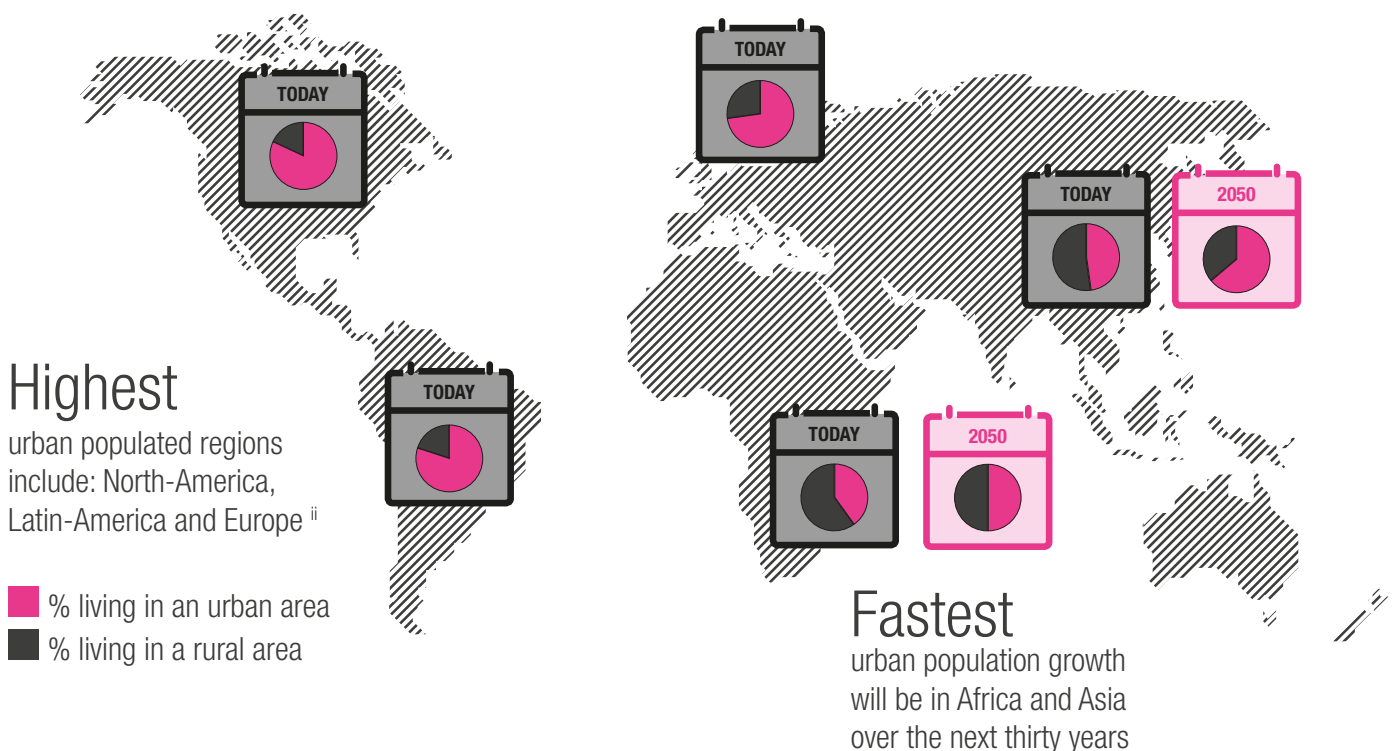 TODAY
TODAY
TODAY
2050
TODAY
TODAY
2050
Highest
urban populated regions
include: North-America,
Latin-America and Europe ii
% living in an urban area
% living in a rural area
Fastest
urban population growth
will be in Africa and Asia
over the next thirty years